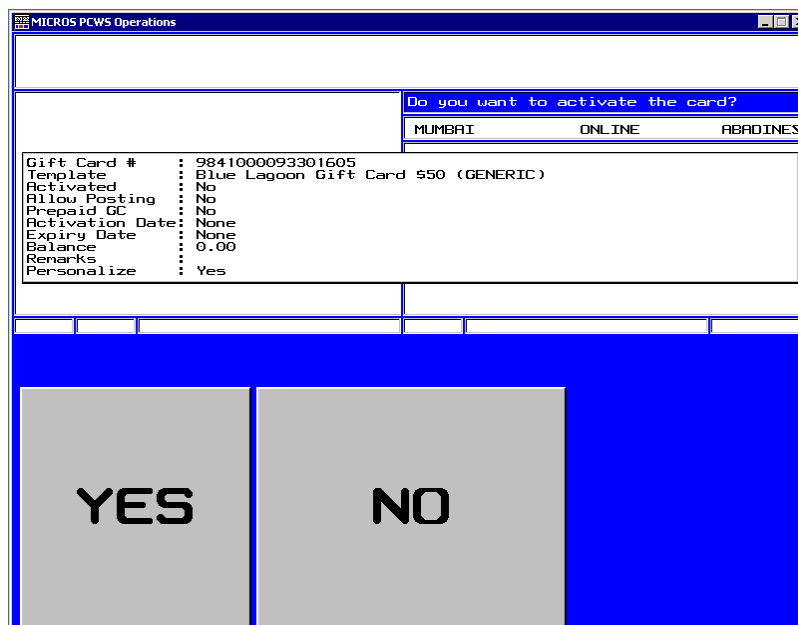 MICROS PCWS Operations
Do you want to activate the card?
MUMBAI ONLINE ABADINES
Gift Card # : 9841000093301605
Template : Blue Lagoon Gift Card $50 (GENERIC)
Activated : No
Allow Posting : No
Prepaid GC : No
Activation Date: None
Expiry Date : None
Balance : 0.00
Remarks :
Personalize : Yes
YES NO